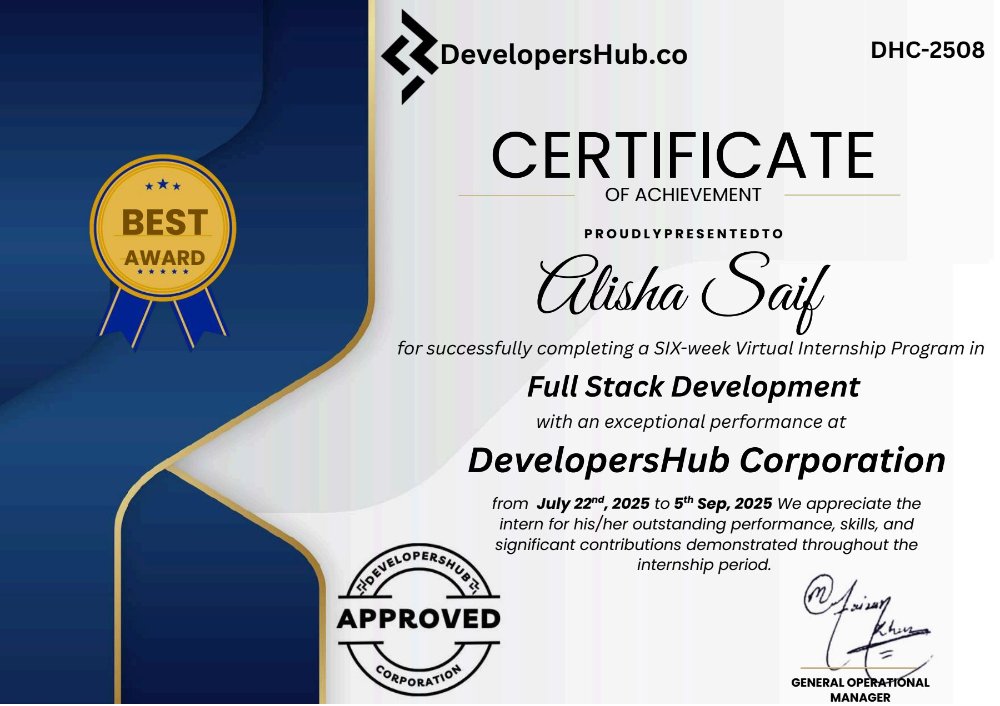 DevelopersHub.co
DHC-2508
CERTIFICATE
OF ACHIEVEMENT
PROUDLYPRESENTEDTO
Alisha Saif
for successfully completing a SIX-week Virtual Internship Program in
Full Stack Development
with an exceptional performance at
DevelopersHub Corporation
from July 22nd, 2025 to 5th Sep, 2025 We appreciate the
intern for his/her outstanding performance, skills, and
significant contributions demonstrated throughout the
internship period.
BEST
AWARD
DEVELOPERSHUB
APPROVED
CORPORATION
Faizan
Khan
GENERAL OPERATIONAL
MANAGER